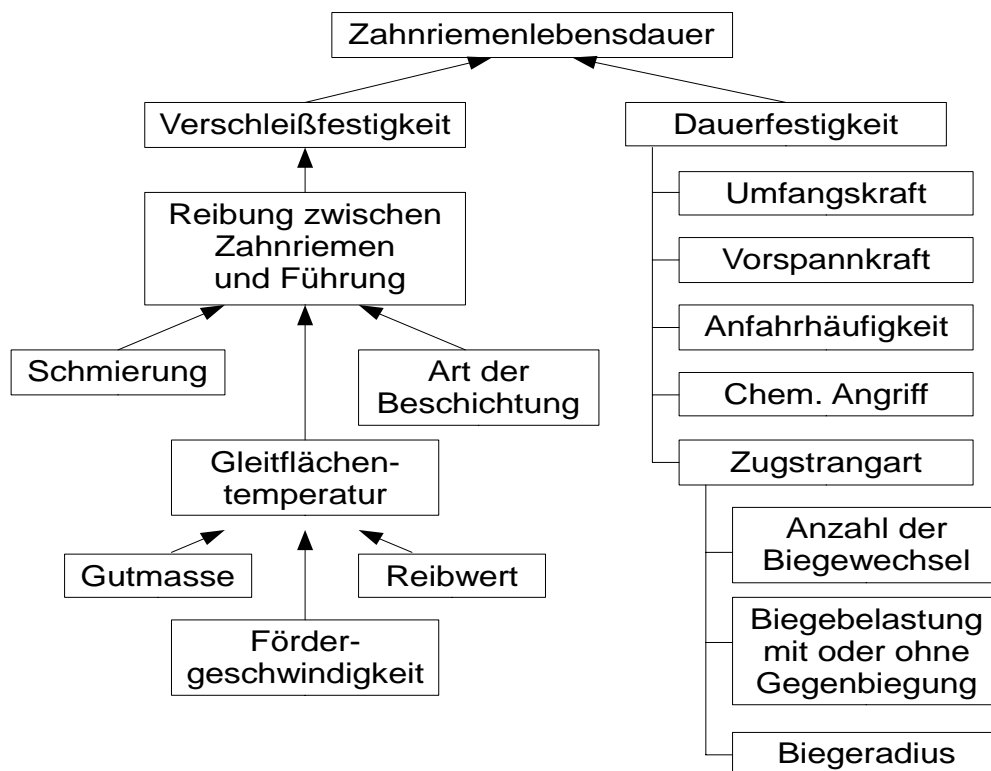 Zahnriemenlebensdauer
Verschleißfestigkeit
Dauerfestigkeit
Reibung zwischen
Zahnriemen
und Führung
Schmierung
Art der
Beschichtung
Gleitflächen-
temperatur
Gutmasse
Reibwert
Förder-
geschwindigkeit
Umfangskraft
Vorspannkraft
Anfahrhäufigkeit
Chem. Angriff
Zugstrangart
Anzahl der
Biegewechsel
Biegebelastung
mit oder ohne
Gegenbiegung
Biegeradius